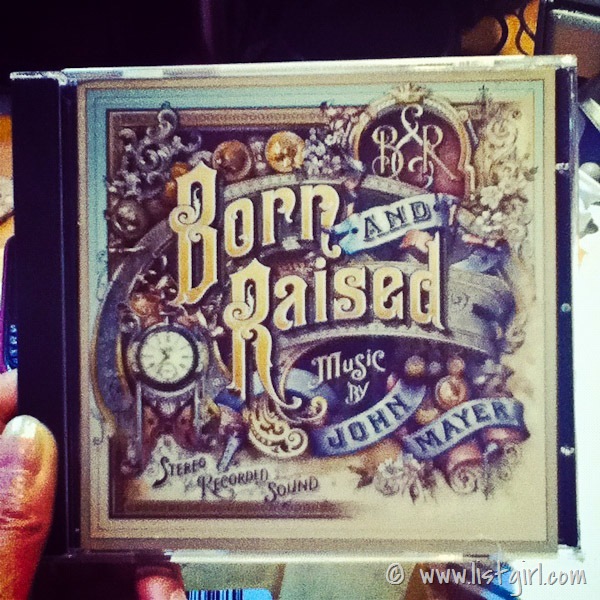 B & R
Born AND
Raised
Music
BY
JOHN
MAYER
Stereo
Recorded
Sound
© www.listgirl.com